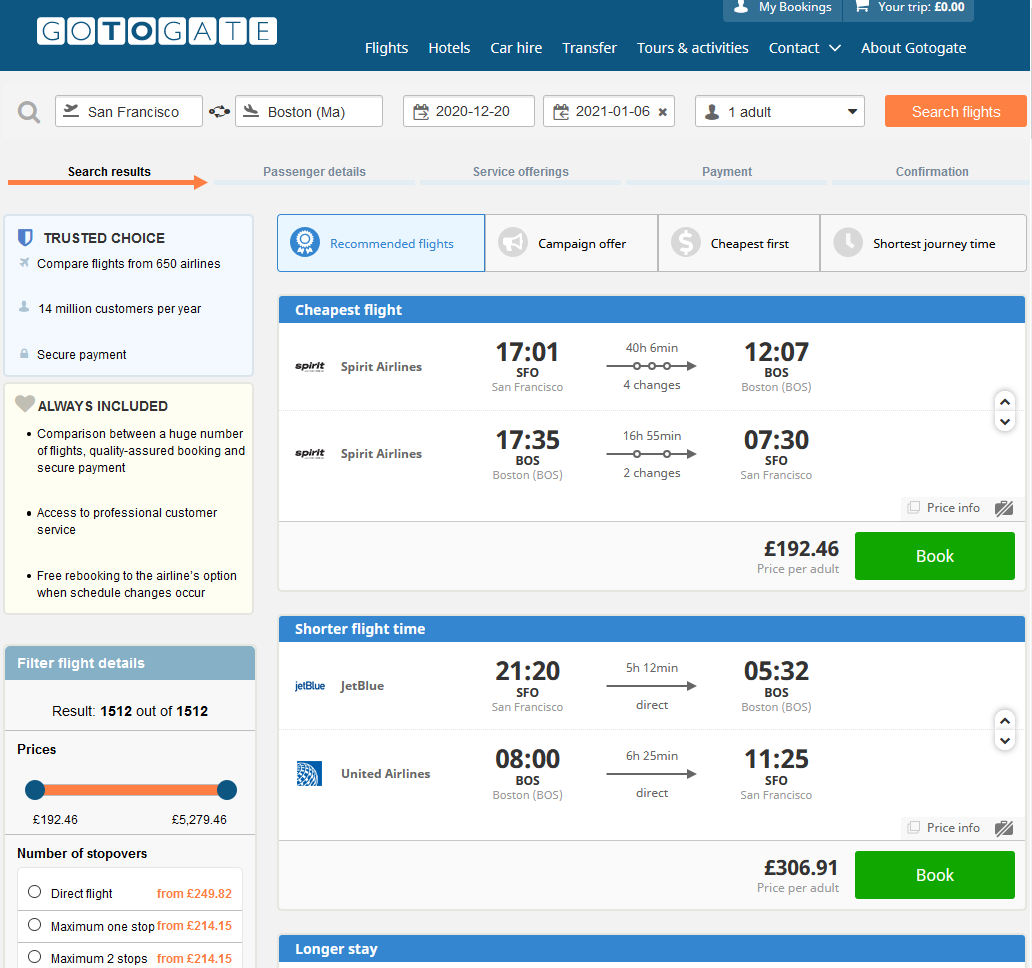 My Bookings
Your trip: £0.00
GOTOGATE
Flights Hotels Car hire Transfer Tours & activities Contact About Gotogate
San Francisco Boston (Ma) 2020-12-20 2021-01-06 1 adult Search flights
Search results Passenger details Service offerings Payment Confirmation
TRUSTED CHOICE
Compare flights from 650 airlines
14 million customers per year
Secure payment
ALWAYS INCLUDED
• Comparison between a huge number
of flights, quality-assured booking and
secure payment
• Access to professional customer
service
• Free rebooking to the airline's option
when schedule changes occur
Filter flight details
Result: 1512 out of 1512
Prices
£192.46 £5,279.46
Number of stopovers
Direct flight from £249.82
Maximum one stop from £214.15
Maximum 2 stops from £214.15
Recommended flights Campaign offer Cheapest first Shortest journey time
Cheapest flight
spirit Spirit Airlines
17:01
SFO
San Francisco
40h 6min
4 changes
12:07
BOS
Boston (BOS)
spirit Spirit Airlines
17:35
BOS
Boston (BOS)
16h 55min
2 changes
07:30
SFO
San Francisco
Price info
£192.46
Price per adult
Book
Shorter flight time
jetBlue JetBlue
21:20
SFO
San Francisco
5h 12min
direct
05:32
BOS
Boston (BOS)
United Airlines
08:00
BOS
Boston (BOS)
6h 25min
direct
11:25
SFO
San Francisco
Price info
£306.91
Price per adult
Book
Longer stay